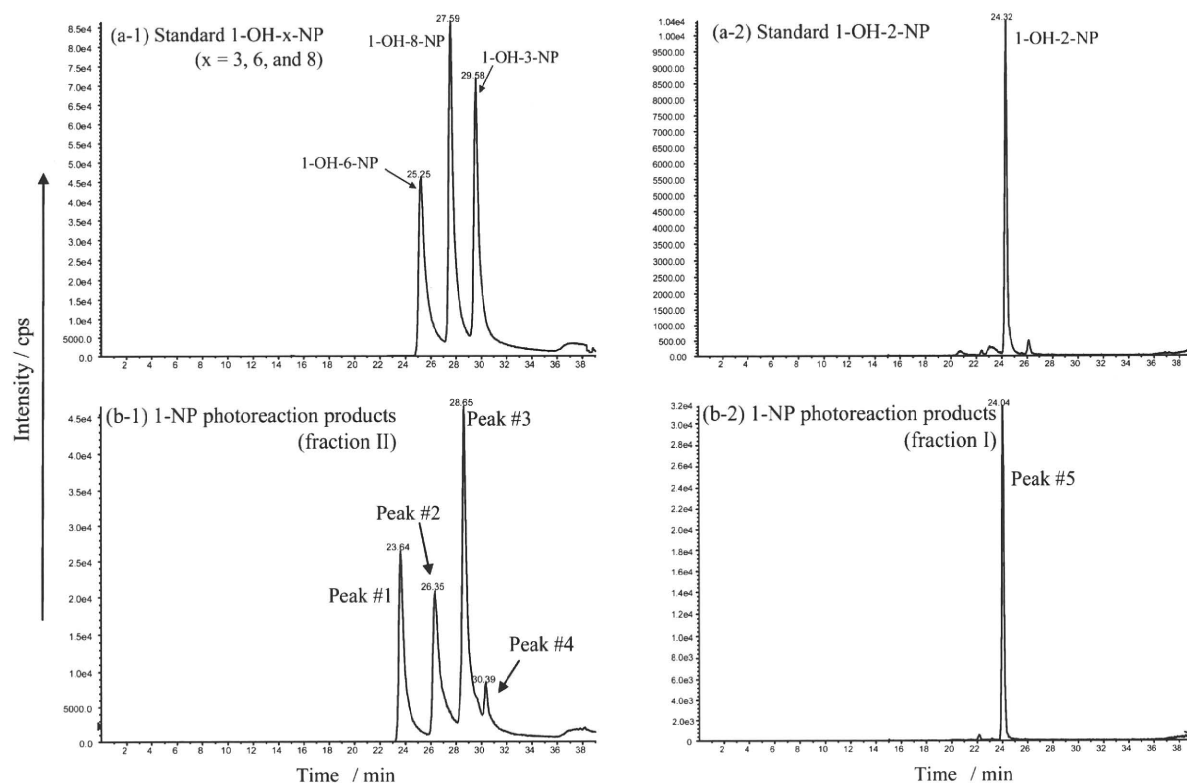 Intensity / cps
(a-1) Standard 1-OH-x-NP
(x = 3, 6, and 8)
27.59
1-OH-8-NP
1-OH-3-NP
29.58
1-OH-6-NP
25.25
8.5e4
8.0e4
7.5e4
7.0e4
6.5e4
6.0e4
5.5e4
5.0e4
4.5e4
4.0e4
3.5e4
3.0e4
2.5e4
2.0e4
1.5e4
1.0e4
5000.0
0.0
2 4 6 8 10 12 14 16 18 20 22 24 26 28 30 32 34 36 38
(a-2) Standard 1-OH-2-NP
24.32
1-OH-2-NP
1.04e4
10000.00
9500.00
9000.00
8500.00
8000.00
7500.00
7000.00
6500.00
6000.00
5500.00
5000.00
4500.00
4000.00
3500.00
3000.00
2500.00
2000.00
1500.00
1000.00
500.00
0.00
2 4 6 8 10 12 14 16 18 20 22 24 26 28 30 32 34 36 38
(b-1) 1-NP photoreaction products
(fraction II)
28.65
Peak #3
Peak #2
23.64
26.35
Peak #1
Peak #4
30.39
4.5e4
4.0e4
3.5e4
3.0e4
2.5e4
2.0e4
1.5e4
1.0e4
5000.0
0.0
2 4 6 8 10 12 14 16 18 20 22 24 26 28 30 32 34 36 38
Time / min
(b-2) 1-NP photoreaction products
(fraction I)
24.04
Peak #5
3.2e4
3.0e4
2.8e4
2.6e4
2.4e4
2.2e4
2.0e4
1.8e4
1.6e4
1.4e4
1.2e4
1.0e4
8.0e3
6.0e3
4.0e3
2.0e3
0.0
2 4 6 8 10 12 14 16 18 20 22 24 26 28 30 32 34 36 38
Time / min